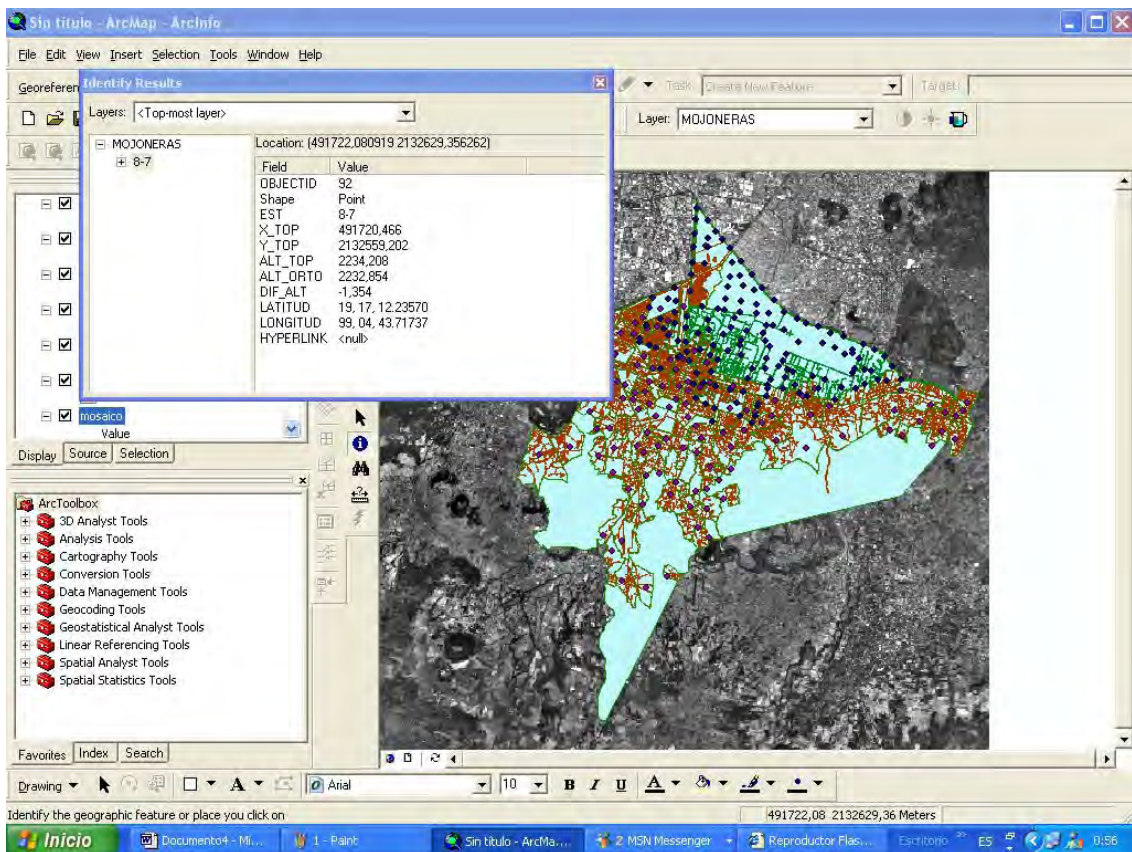 Sin título - ArcMap - ArcInfo
File Edit View Insert Selection Tools Window Help
Identify Results
Task: Create New Feature Target:
Layers: <Top-most layer>
Layer: MOJONERAS
MOJONERAS
8-7
Location: (491722,080919 2132629,356262)
Field Value
OBJECTID 92
Shape Point
EST 8-7
X_TOP 491720,466
Y_TOP 2132559,202
ALT_TOP 2234,208
ALT_ORTO 2232,854
DIF_ALT -1,354
LATITUD 19, 17, 12.23570
LONGITUD 99, 04, 43.71737
HYPERLINK <null>
mosaico
Value
Display Source Selection
ArcToolbox
3D Analyst Tools
Analysis Tools
Cartography Tools
Conversion Tools
Data Management Tools
Geocoding Tools
Geostatistical Analyst Tools
Linear Referencing Tools
Spatial Analyst Tools
Spatial Statistics Tools
Favorites Index Search
Drawing A Arial 10 B I U A
Identify the geographic feature or place you click on
491722,08 2132629,36 Meters
Inicio Documento4 - Mi... 1 - Paint Sin título - ArcMa... 2 MSN Messenger Reproductor Flas... Escritorio ES 0:56